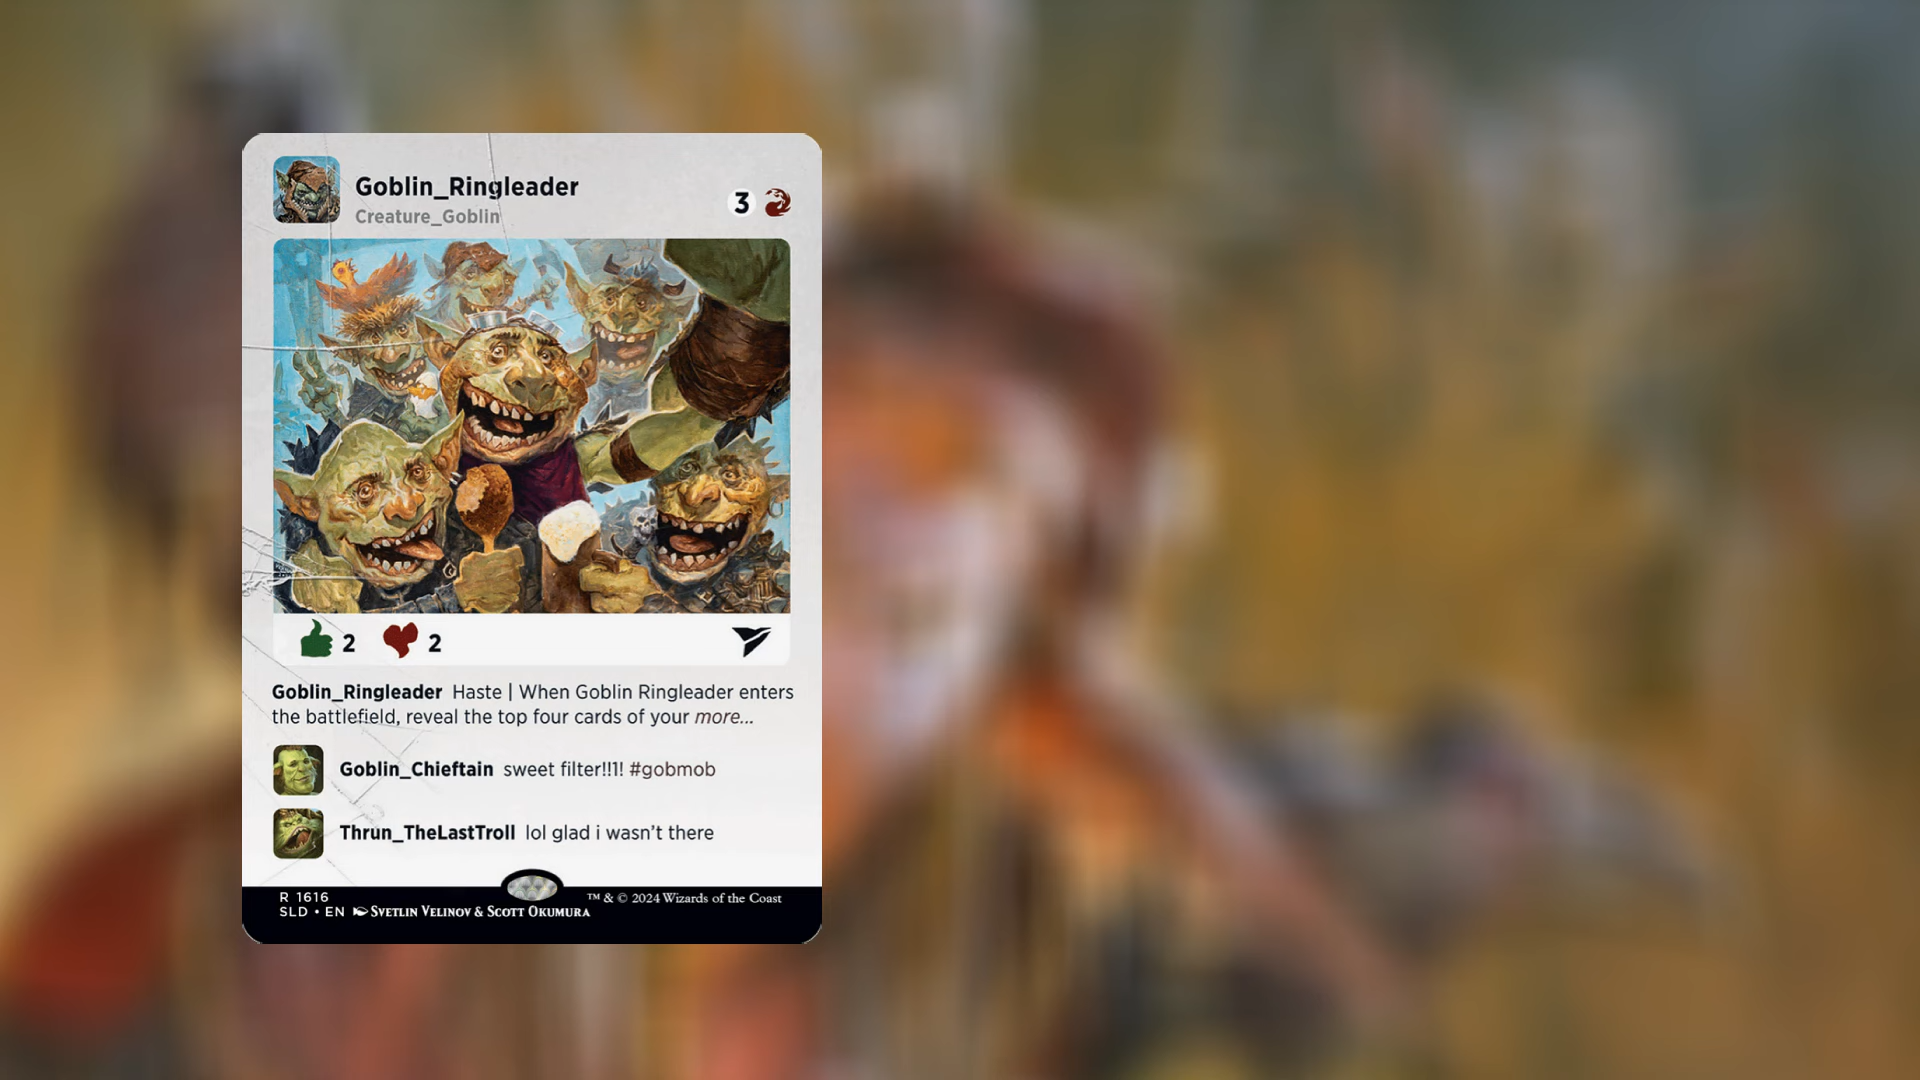 Goblin_Ringleader
Creature_Goblin
3
2 2
Goblin_Ringleader Haste | When Goblin Ringleader enters
the battlefield, reveal the top four cards of your more...
Goblin_Chieftain sweet filter!!1! #gobmob
Thrun_TheLastTroll lol glad i wasn't there
R 1616
™ & © 2024 Wizards of the Coast
SLD • EN Svetlin Velinov & Scott Okumura